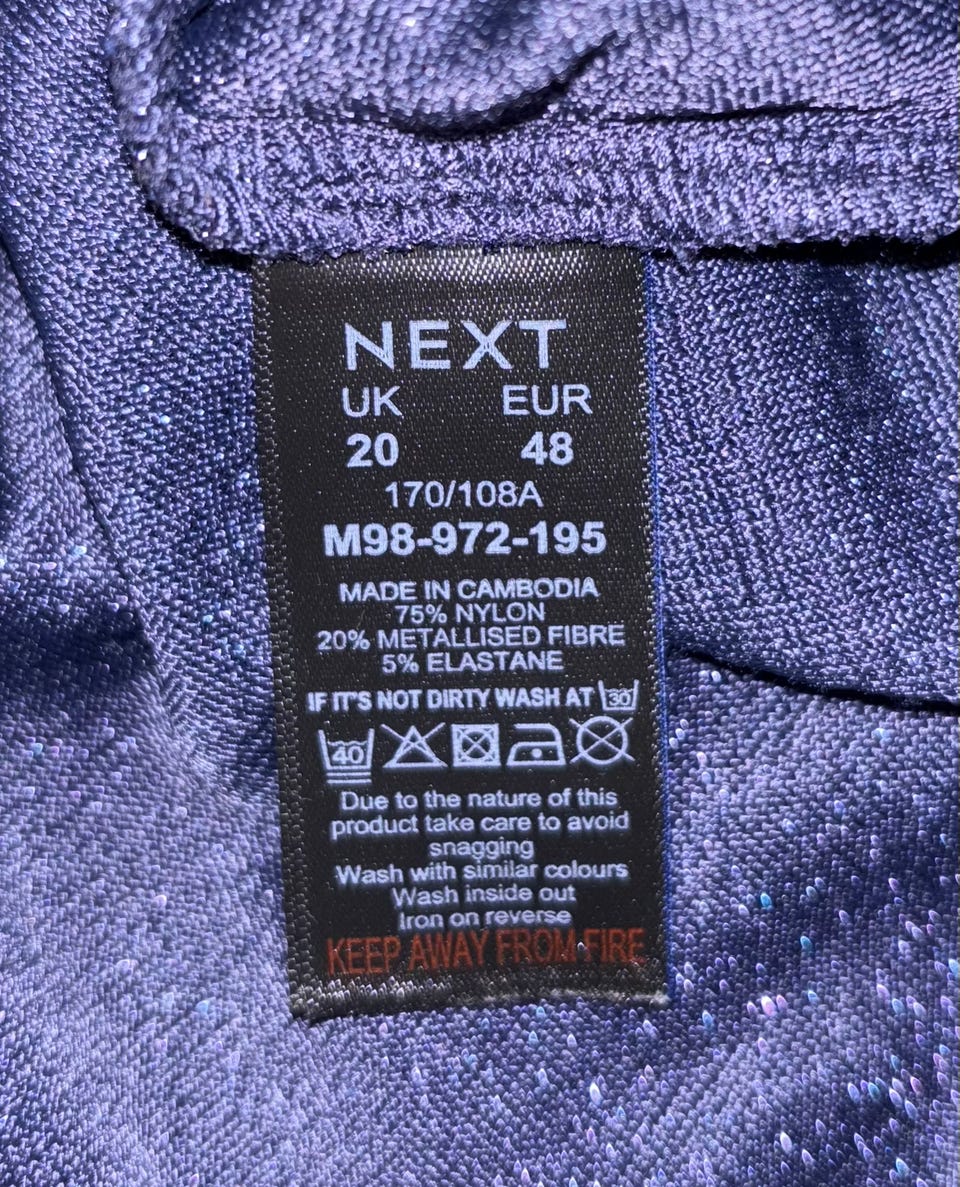 NEXT
UK EUR
20 48
170/108A
M98-972-195
MADE IN CAMBODIA
75% NYLON
20% METALLISED FIBRE
5% ELASTANE
IF IT'S NOT DIRTY WASH AT 30
40
Due to the nature of this
product take care to avoid
snagging
Wash with similar colours
Wash inside out
Iron on reverse
KEEP AWAY FROM FIRE